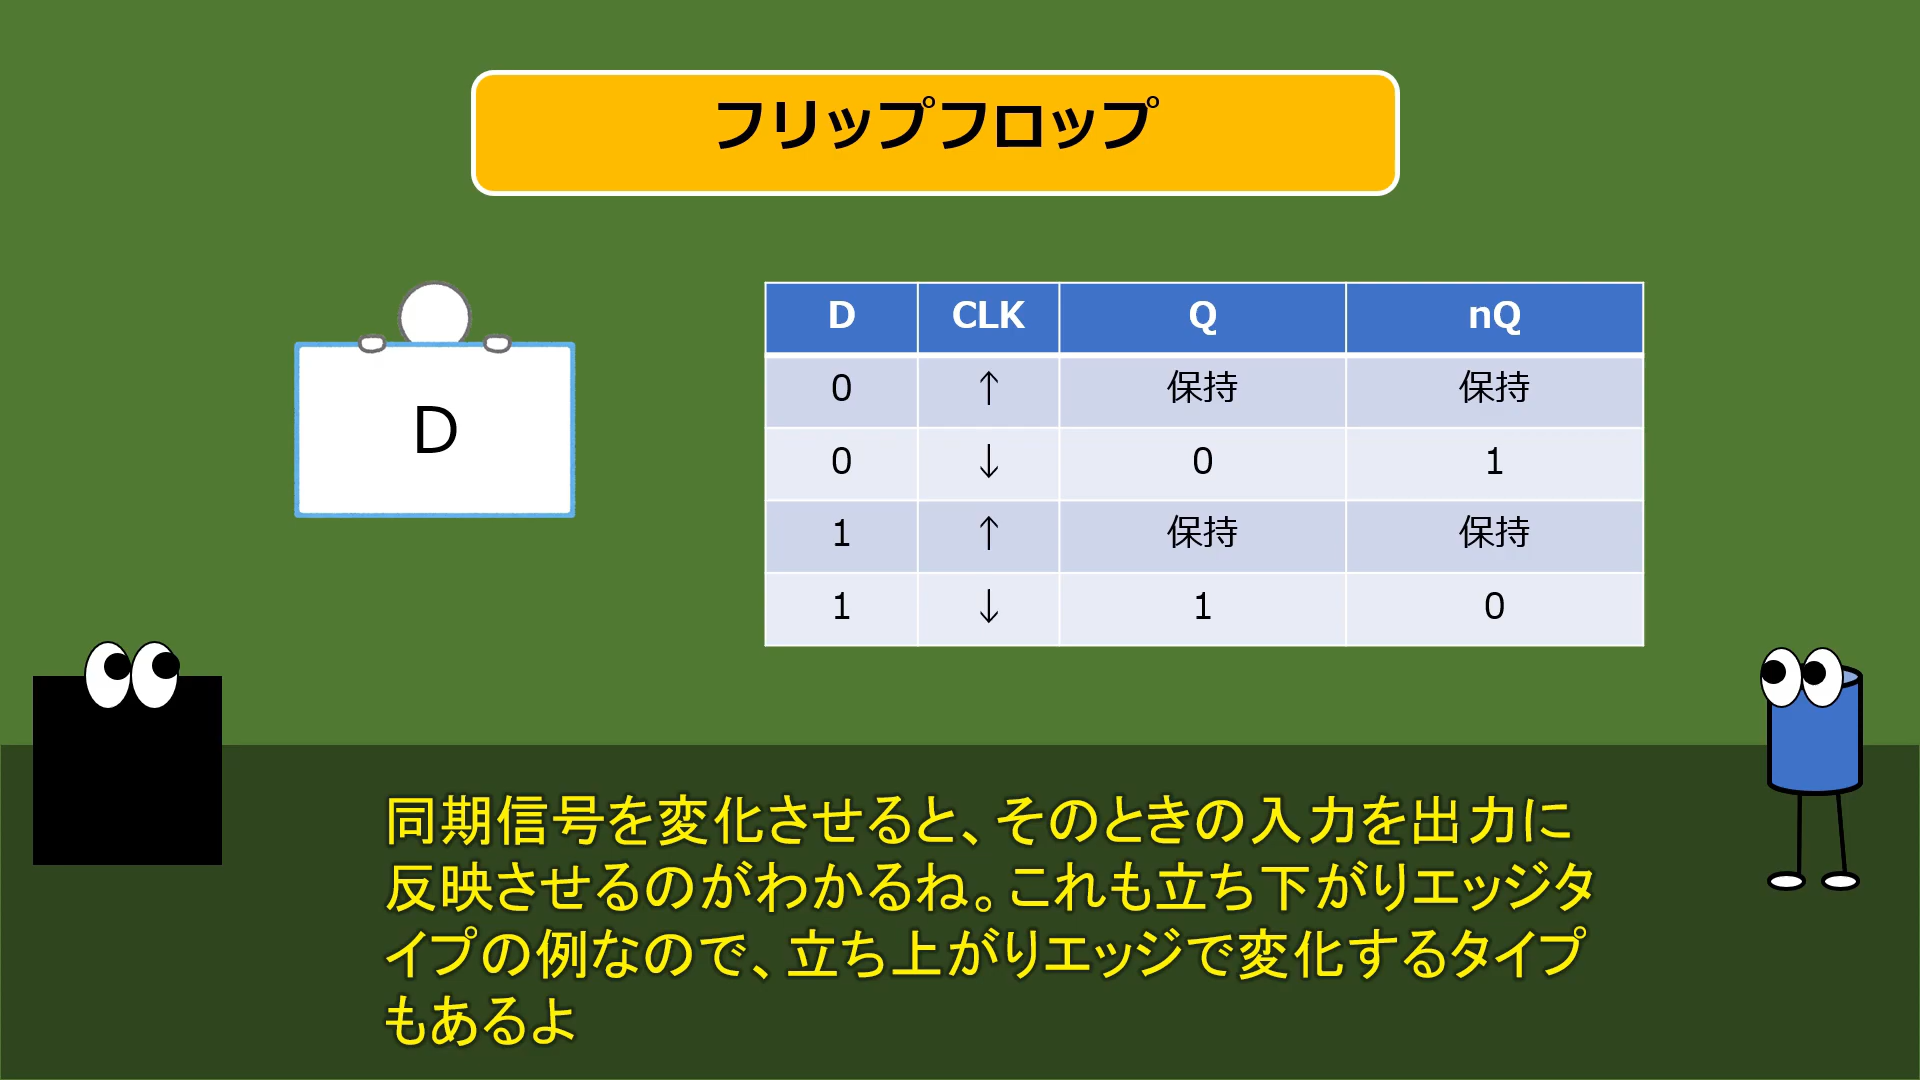 フリップフロップ
D
D CLK Q nQ
0 ↑ 保持 保持
0 ↓ 0 1
1 ↑ 保持 保持
1 ↓ 1 0
同期信号を変化させると、そのときの入力を出力に
反映させるのがわかるね。これも立ち下がりエッジタ
イプの例なので、立ち上がりエッジで変化するタイプ
もあるよ